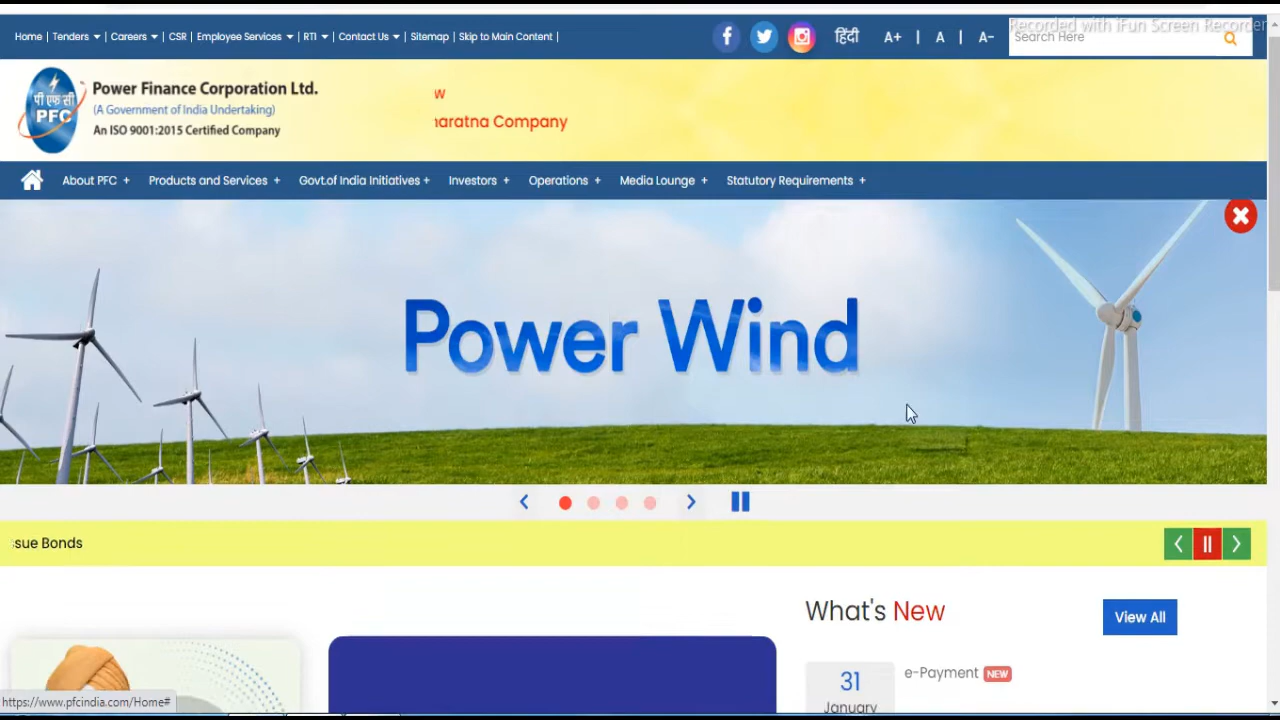 Recorded with iFun Screen Recorder
Home | Tenders | Careers | CSR | Employee Services | RTI | Contact Us | Sitemap | Skip to Main Content |
हिंदी A+ | A | A-
Search Here
पी एफ सी
PFC
Power Finance Corporation Ltd.
(A Government of India Undertaking)
An ISO 9001:2015 Certified Company
w
aratna Company
About PFC + Products and Services + Govt.of India Initiatives + Investors + Operations + Media Lounge + Statutory Requirements +
Power Wind
sue Bonds
What's New
View All
31
January
e-Payment NEW
https://www.pfcindia.com/Home#